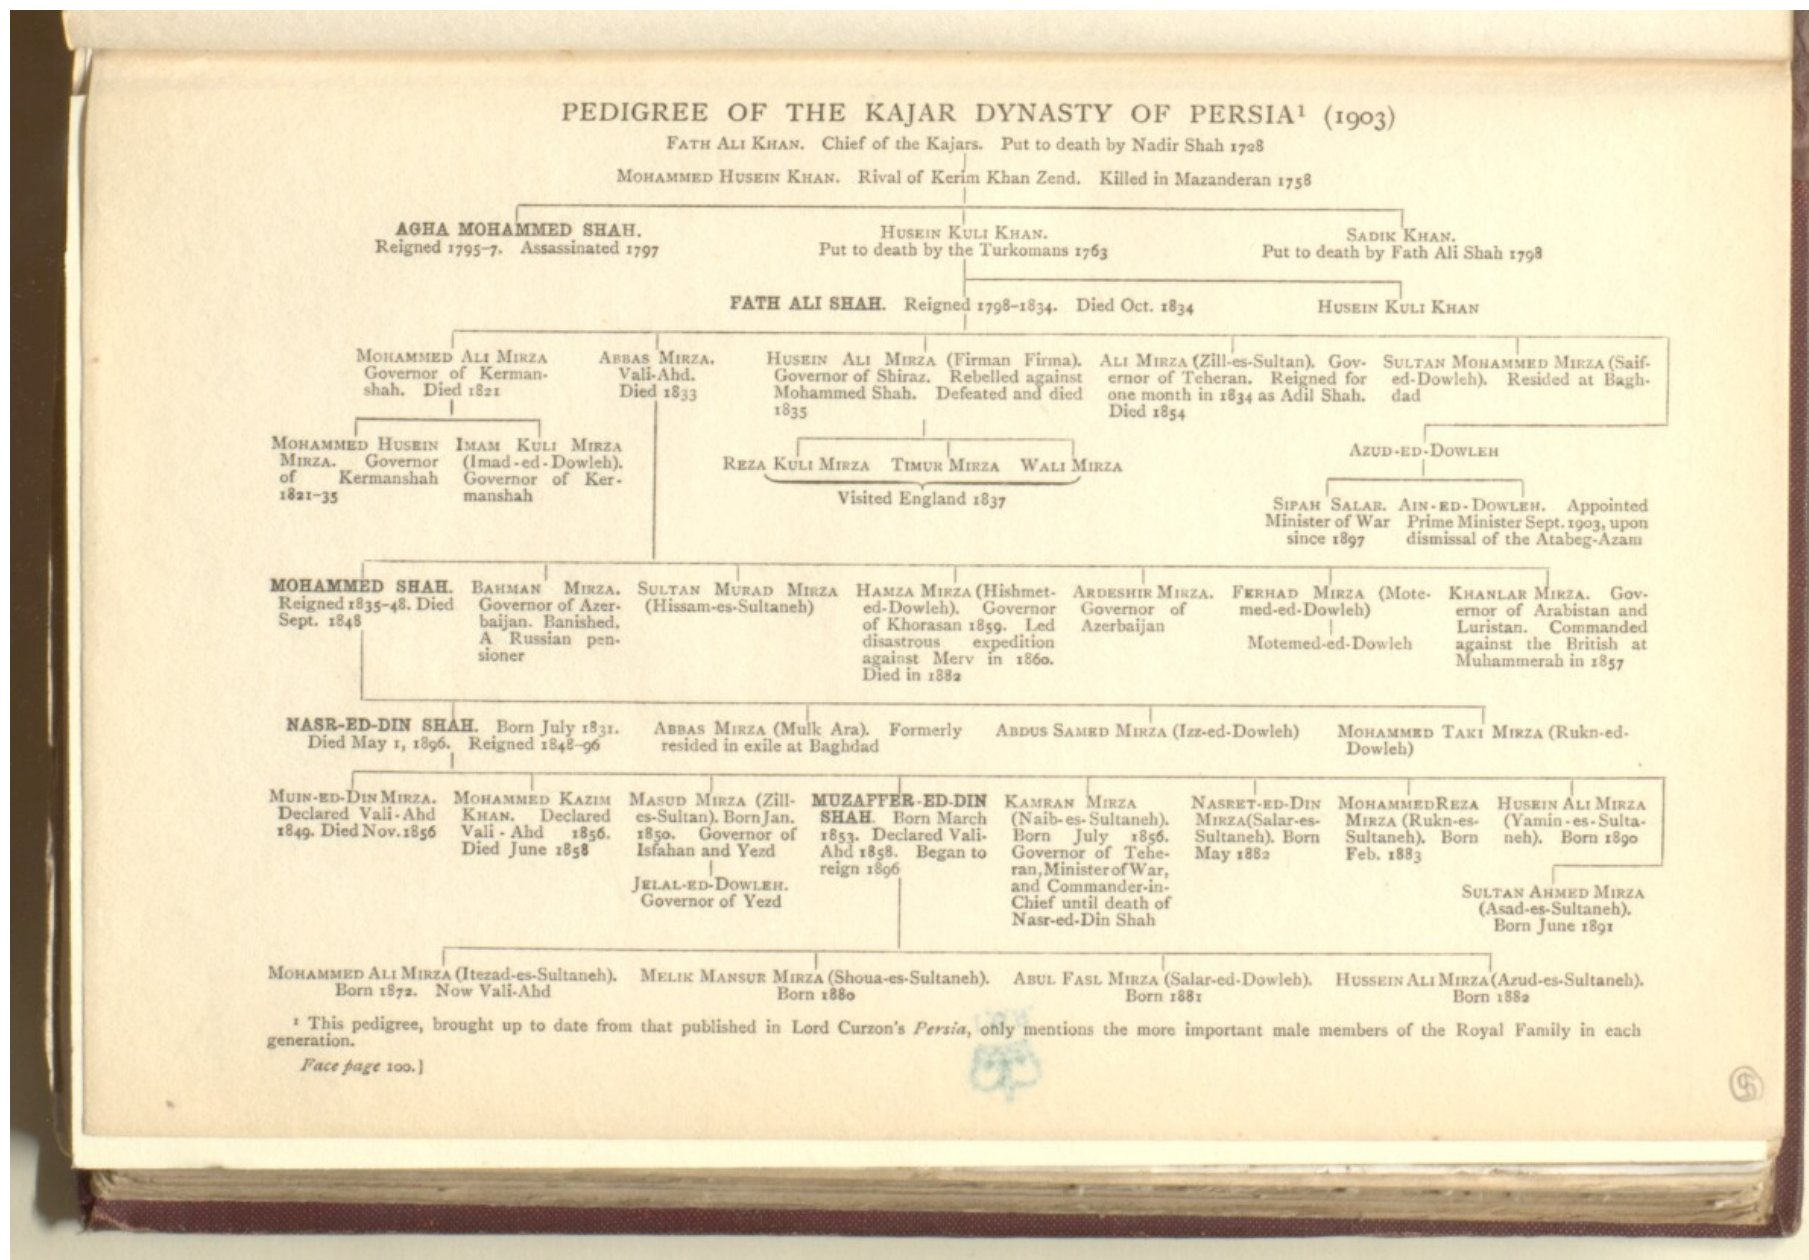 PEDIGREE OF THE KAJAR DYNASTY OF PERSIA¹ (1903)
FATH ALI KHAN. Chief of the Kajars. Put to death by Nadir Shah 1728
MOHAMMED HUSEIN KHAN. Rival of Kerim Khan Zend. Killed in Mazanderan 1758
AGHA MOHAMMED SHAH.
Reigned 1795-7. Assassinated 1797
HUSEIN KULI KHAN.
Put to death by the Turkomans 1763
SADIK KHAN.
Put to death by Fath Ali Shah 1798
FATH ALI SHAH. Reigned 1798-1834. Died Oct. 1834
HUSEIN KULI KHAN
MOHAMMED ALI MIRZA
Governor of Kerman-
shah. Died 1821
ABBAS MIRZA.
Vali-Ahd.
Died 1833
HUSEIN ALI MIRZA (Firman Firma).
Governor of Shiraz. Rebelled against
Mohammed Shah. Defeated and died
1835
ALI MIRZA (Zill-es-Sultan). Gov-
ernor of Teheran. Reigned for
one month in 1834 as Adil Shah.
Died 1854
SULTAN MOHAMMED MIRZA (Saif-
ed-Dowleh). Resided at Bagh-
dad
MOHAMMED HUSEIN
MIRZA. Governor
of Kermanshah
1821-35
IMAM KULI MIRZA
(Imad-ed-Dowleh).
Governor of Ker-
manshah
REZA KULI MIRZA TIMUR MIRZA WALI MIRZA
Visited England 1837
AZUD-ED-DOWLEH
SIPAH SALAR.
Minister of War
since 1897
AIN-ED-DOWLEH. Appointed
Prime Minister Sept. 1903, upon
dismissal of the Atabeg-Azam
MOHAMMED SHAH.
Reigned 1835-48. Died
Sept. 1848
BAHMAN MIRZA.
Governor of Azer-
baijan. Banished.
A Russian pen-
sioner
SULTAN MURAD MIRZA
(Hissam-es-Sultaneh)
HAMZA MIRZA (Hishmet-
ed-Dowleh). Governor
of Khorasan 1859. Led
disastrous expedition
against Merv in 1860.
Died in 1882
ARDESHIR MIRZA.
Governor of
Azerbaijan
FERHAD MIRZA (Mote-
med-ed-Dowleh)
Motemed-ed-Dowleh
KHANLAR MIRZA. Gov-
ernor of Arabistan and
Luristan. Commanded
against the British at
Muhammerah in 1857
NASR-ED-DIN SHAH. Born July 1831.
Died May 1, 1896. Reigned 1848-96
ABBAS MIRZA (Mulk Ara). Formerly
resided in exile at Baghdad
ABDUS SAMED MIRZA (Izz-ed-Dowleh)
MOHAMMED TAKI MIRZA (Rukn-ed-
Dowleh)
MUIN-ED-DIN MIRZA.
Declared Vali-Ahd
1849. Died Nov. 1856
MOHAMMED KAZIM
KHAN. Declared
Vali-Ahd 1856.
Died June 1858
MASUD MIRZA (Zill-
es-Sultan). Born Jan.
1850. Governor of
Isfahan and Yezd
JELAL-ED-DOWLEH.
Governor of Yezd
MUZAFFER-ED-DIN
SHAH. Born March
1853. Declared Vali-
Ahd 1858. Began to
reign 1896
KAMRAN MIRZA
(Naib-es-Sultaneh).
Born July 1856.
Governor of Tehe-
ran, Minister of War,
and Commander-in-
Chief until death of
Nasr-ed-Din Shah
NASRET-ED-DIN
MIRZA (Salar-es-
Sultaneh). Born
May 1882
MOHAMMED REZA
MIRZA (Rukn-es-
Sultaneh). Born
Feb. 1883
HUSEIN ALI MIRZA
(Yamin-es-Sulta-
neh). Born 1890
SULTAN AHMED MIRZA
(Asad-es-Sultaneh).
Born June 1891
MOHAMMED ALI MIRZA (Itezad-es-Sultaneh).
Born 1872. Now Vali-Ahd
MELIK MANSUR MIRZA (Shoua-es-Sultaneh).
Born 1880
ABUL FASL MIRZA (Salar-ed-Dowleh).
Born 1881
HUSSEIN ALI MIRZA (Azud-es-Sultaneh).
Born 1882
¹ This pedigree, brought up to date from that published in Lord Curzon's Persia, only mentions the more important male members of the Royal Family in each
generation.
Face page 100.]
5